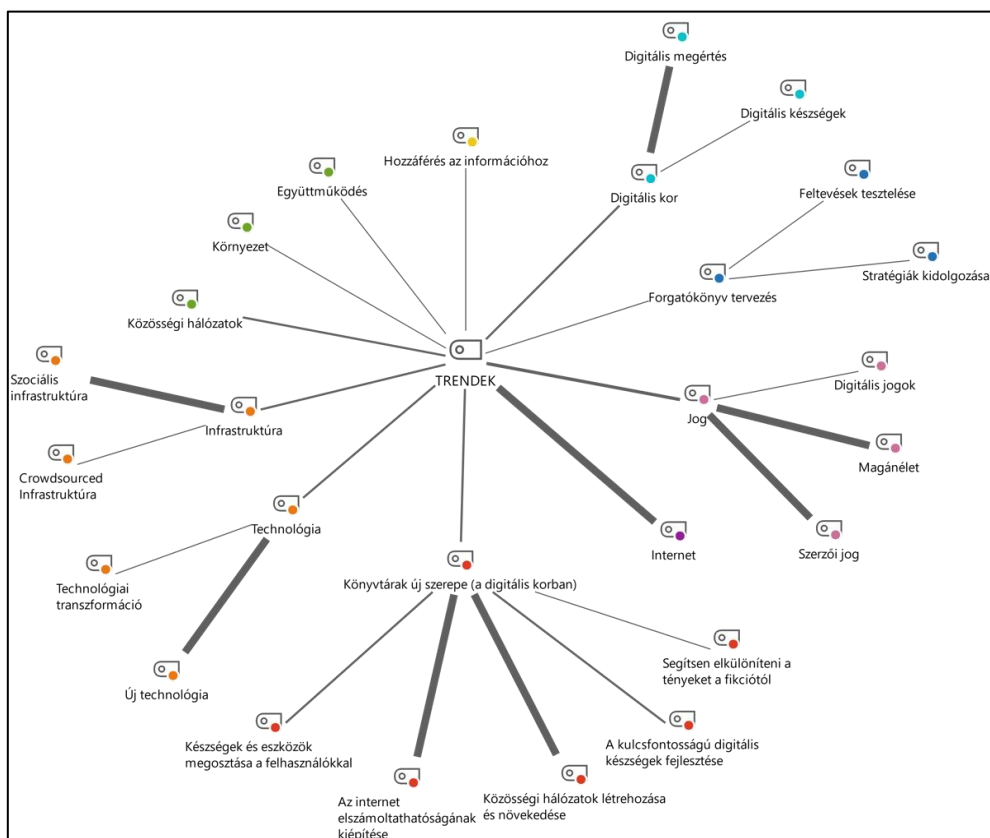 Digitális megértés
Digitális készségek
Hozzáférés az információhoz
Együttműködés
Digitális kor
Feltevések tesztelése
Környezet
Stratégiák kidolgozása
Forgatókönyv tervezés
Közösségi hálózatok
TRENDEK
Szociális
infrastruktúra
Digitális jogok
Jog
Infrastruktúra
Magánélet
Crowdsourced
Infrastruktúra
Technológia
Internet
Szerzői jog
Könyvtárak új szerepe (a digitális korban)
Technológiai
transzformáció
Segítsen elkülöníteni a
tényeket a fikciótól
Új technológia
Készségek és eszközök
megosztása a felhasználókkal
A kulcsfontosságú digitális
készségek fejlesztése
Az internet
elszámoltathatóságának
kiépítése
Közösségi hálózatok létrehozása
és növekedése